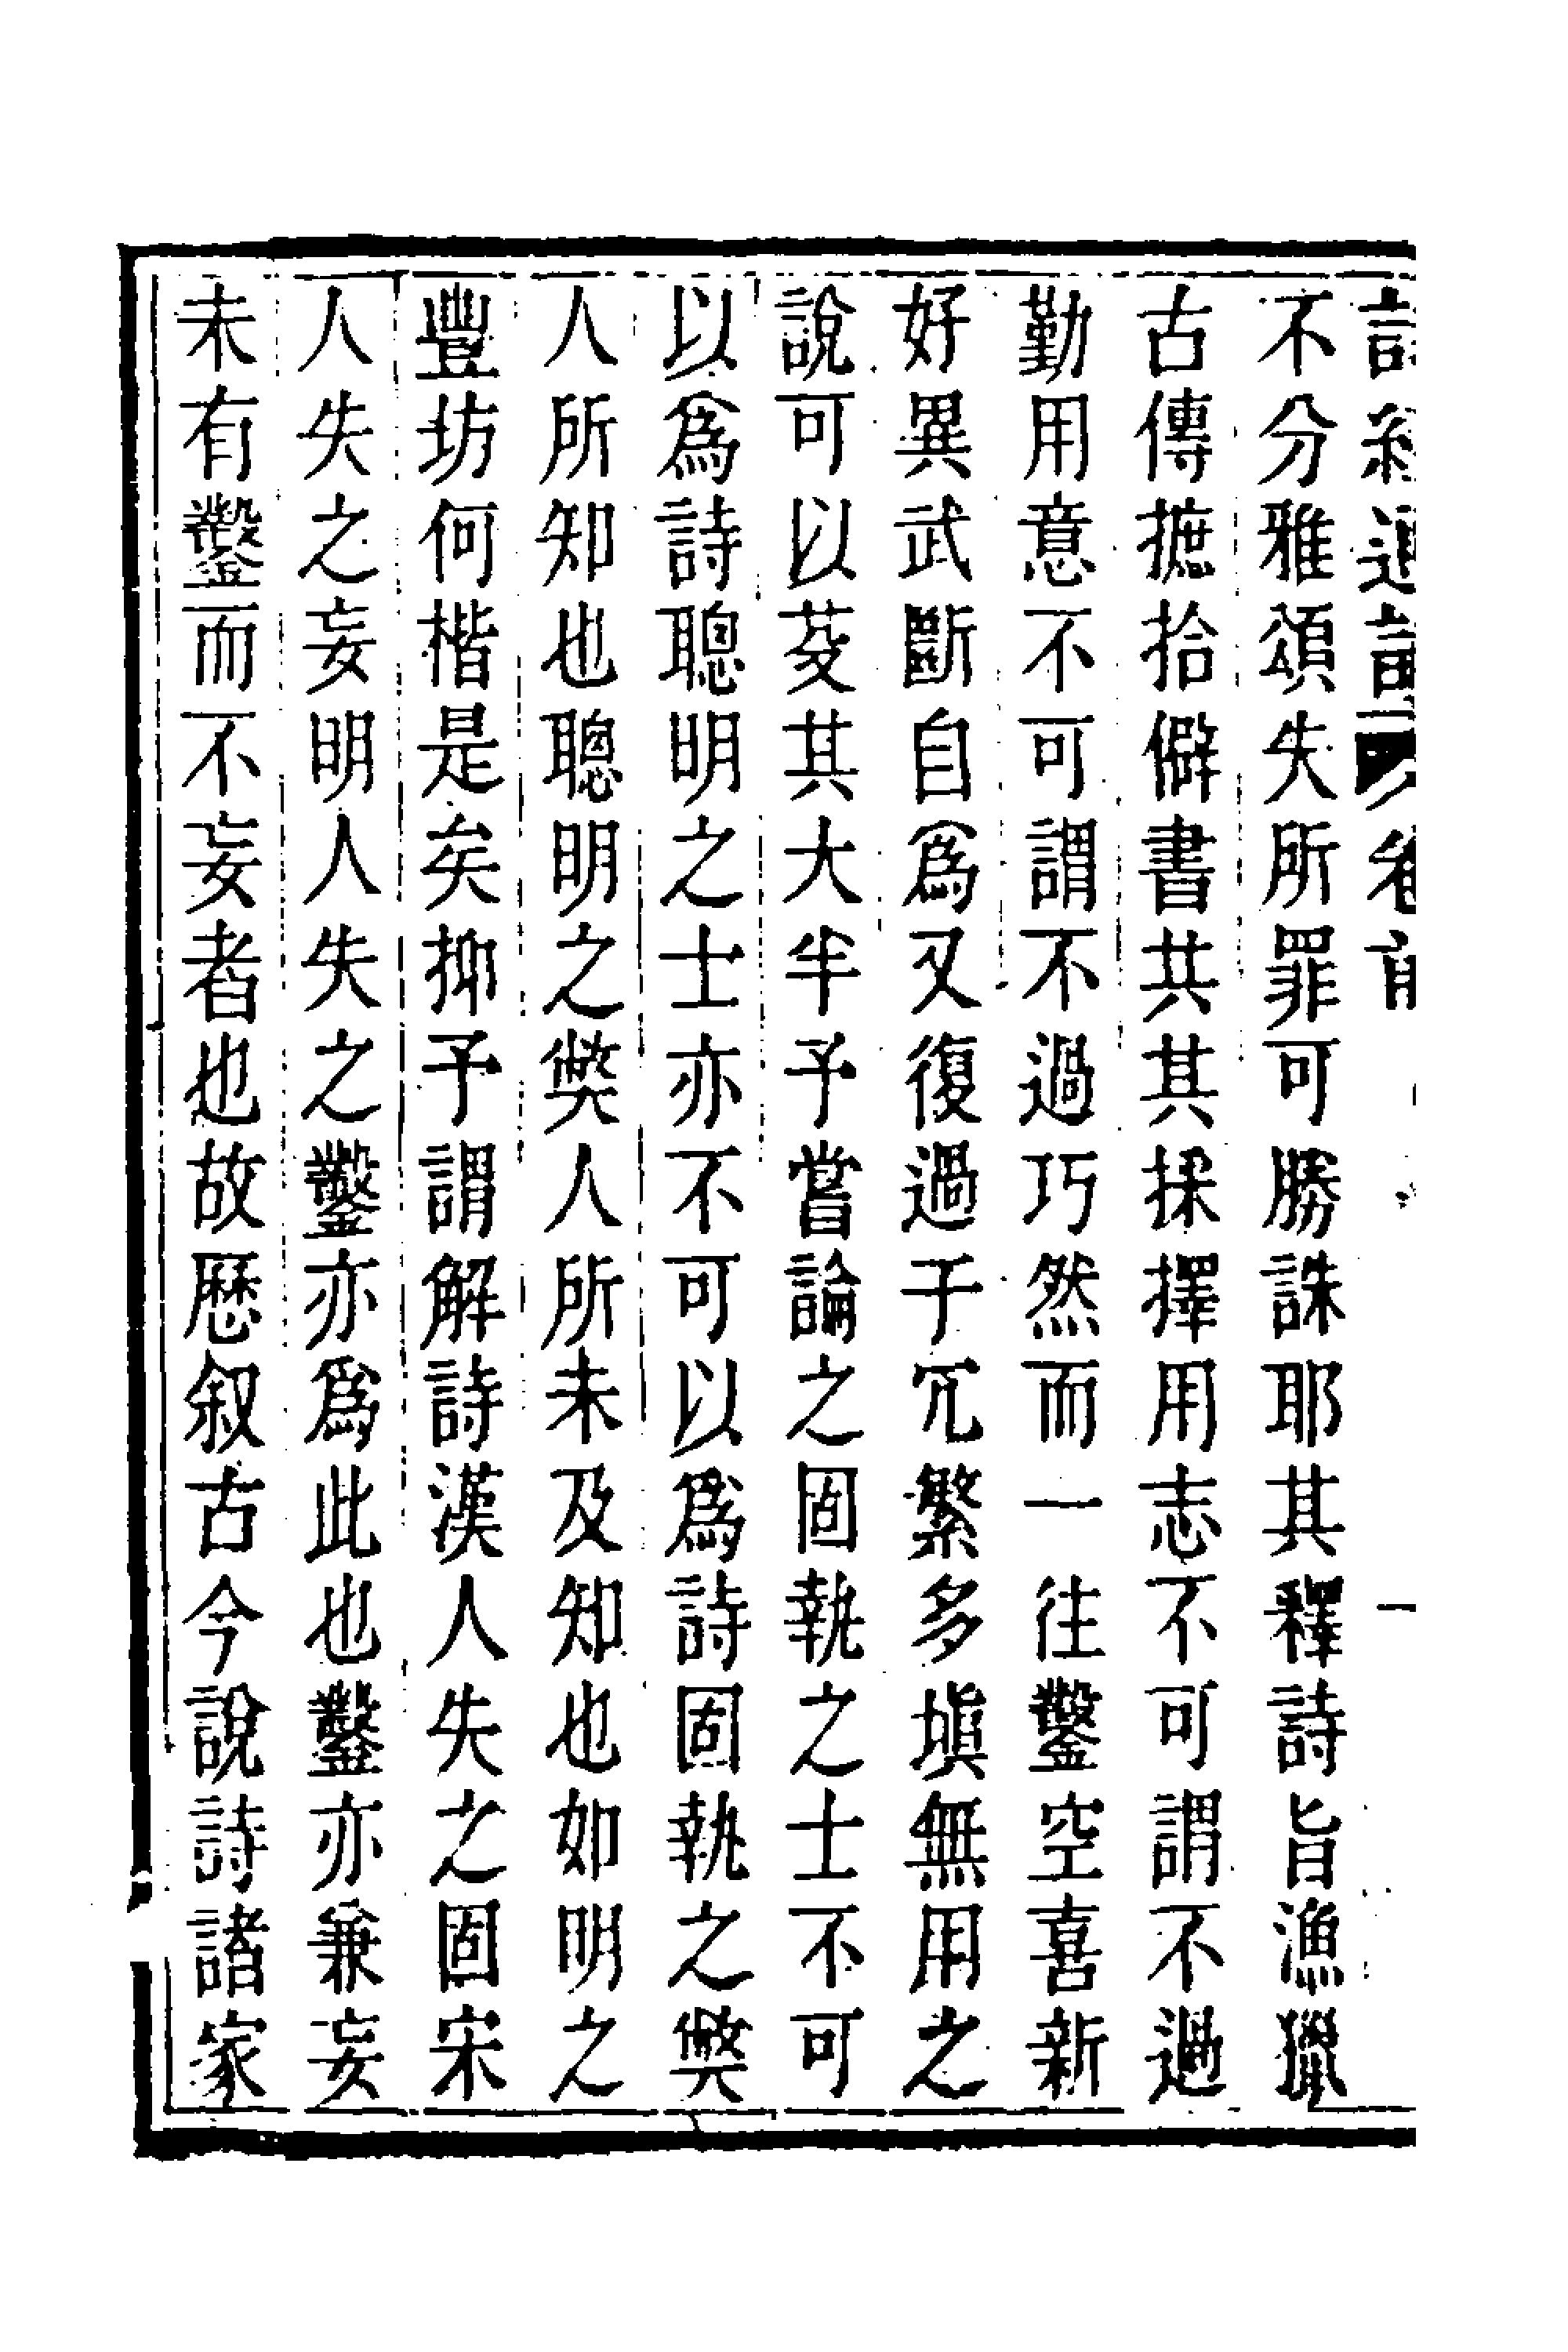 詩經通論卷前 一
不分雅頌失所罪可勝誅耶其釋詩旨漁獵
古傳摭拾僻書共其採擇用志不可謂不過
勤用意不可謂不過巧然而一往鑿空喜新
好異武斷自爲又復過于冗繁多塡無用之
說可以芟其大半予嘗論之固執之士不可
以爲詩聰明之士亦不可以爲詩固執之獘
人所知也聰明之獘人所未及知也如明之
豐坊何楷是矣抑予謂解詩漢人失之固宋
人失之妄明人失之鑿亦爲此也鑿亦兼妄
未有鑿而不妄者也故歷叙古今說詩諸家